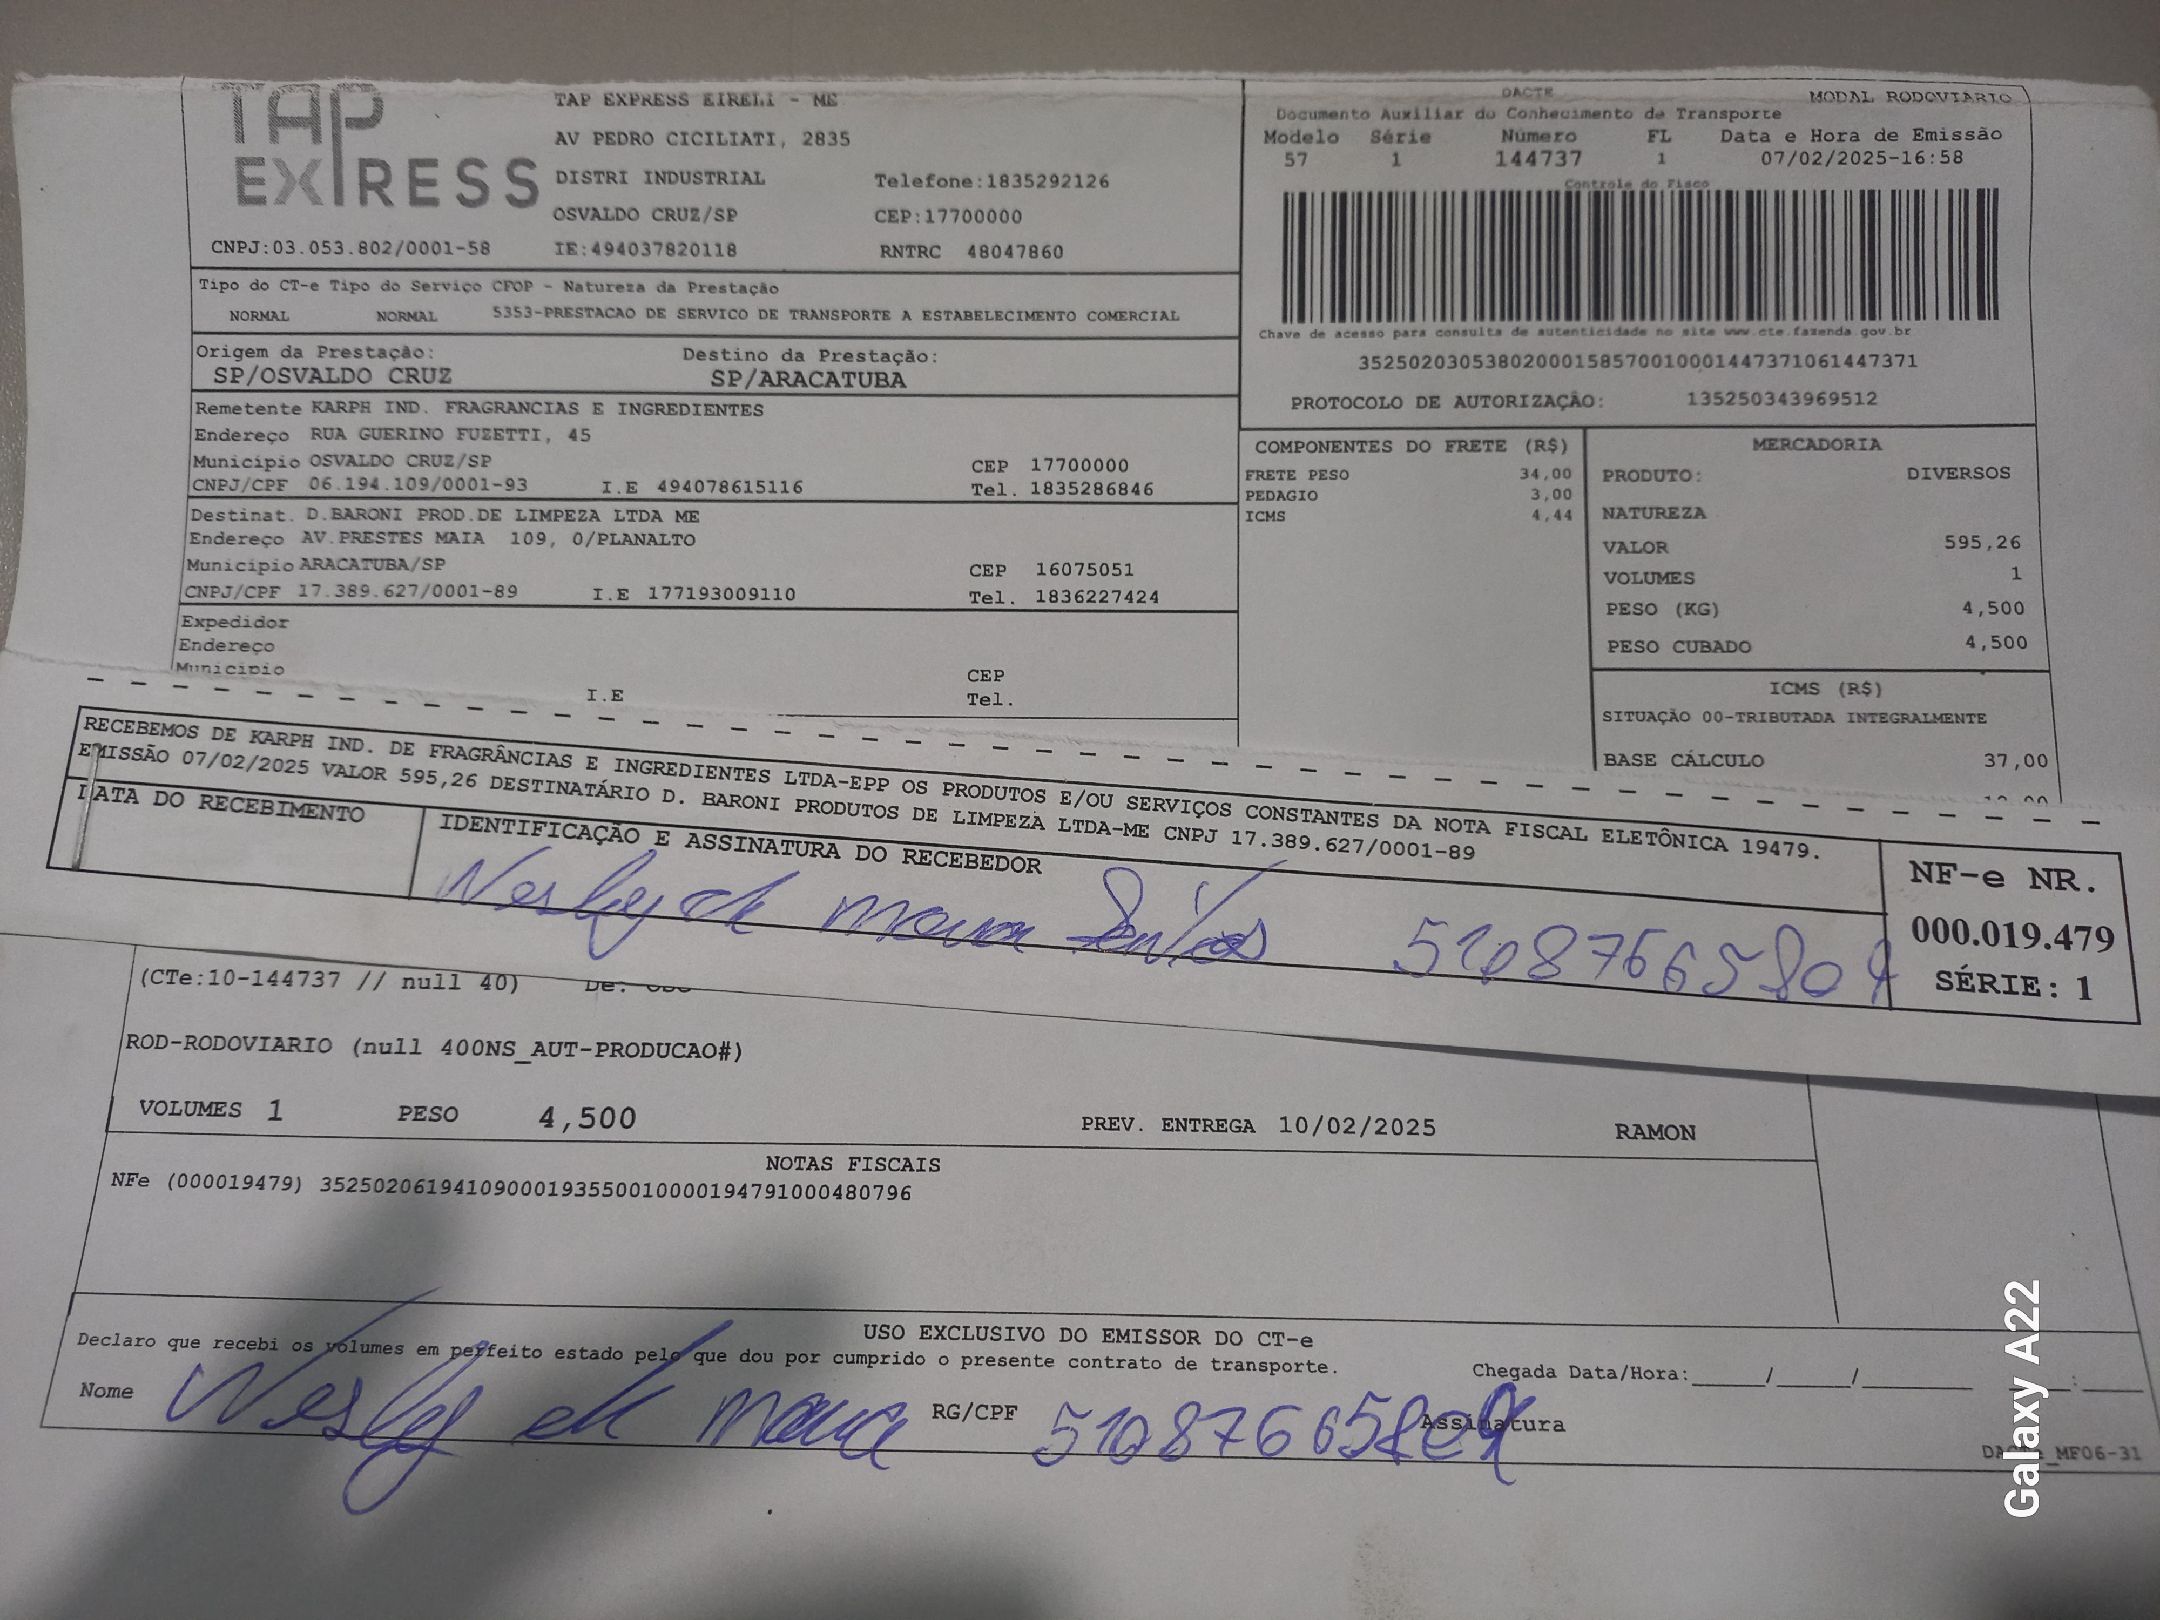 TAP EXPRESS
TAP EXPRESS EIRELI - ME
AV PEDRO CICILIATI, 2835
DISTRI INDUSTRIAL Telefone:1835292126
OSVALDO CRUZ/SP CEP:17700000
CNPJ:03.053.802/0001-58 IE:494037820118 RNTRC 48047860
DACTE MODAL RODOVIARIO
Documento Auxiliar do Conhecimento de Transporte
Modelo Série Número FL Data e Hora de Emissão
57 1 144737 1 07/02/2025-16:58
Controle do Fisco
Chave de acesso para consulta de autenticidade no site www.cte.fazenda.gov.br
35250203053802000158570010001447371061447371
PROTOCOLO DE AUTORIZAÇÃO: 135250343969512
Tipo do CT-e Tipo do Serviço CFOP - Natureza da Prestação
NORMAL NORMAL 5353-PRESTACAO DE SERVICO DE TRANSPORTE A ESTABELECIMENTO COMERCIAL
Origem da Prestação: Destino da Prestação:
SP/OSVALDO CRUZ SP/ARACATUBA
Remetente KARPH IND. FRAGRANCIAS E INGREDIENTES
Endereço RUA GUERINO FUZETTI, 45
Municipio OSVALDO CRUZ/SP CEP 17700000
CNPJ/CPF 06.194.109/0001-93 I.E 494078615116 Tel. 1835286846
Destinat. D.BARONI PROD.DE LIMPEZA LTDA ME
Endereço AV.PRESTES MAIA 109, 0/PLANALTO
Municipio ARACATUBA/SP CEP 16075051
CNPJ/CPF 17.389.627/0001-89 I.E 177193009110 Tel. 1836227424
Expedidor
Endereço
Municipio CEP
I.E Tel.
COMPONENTES DO FRETE (R$)
FRETE PESO 34,00
PEDAGIO 3,00
ICMS 4,44
MERCADORIA
PRODUTO: DIVERSOS
NATUREZA
VALOR 595,26
VOLUMES 1
PESO (KG) 4,500
PESO CUBADO 4,500
ICMS (R$)
SITUAÇÃO 00-TRIBUTADA INTEGRALMENTE
BASE CÁLCULO 37,00
RECEBEMOS DE KARPH IND. DE FRAGRÂNCIAS E INGREDIENTES LTDA-EPP OS PRODUTOS E/OU SERVIÇOS CONSTANTES DA NOTA FISCAL ELETÔNICA 19479.
EMISSÃO 07/02/2025 VALOR 595,26 DESTINATÁRIO D. BARONI PRODUTOS DE LIMPEZA LTDA-ME CNPJ 17.389.627/0001-89
DATA DO RECEBIMENTO IDENTIFICAÇÃO E ASSINATURA DO RECEBEDOR
Wesley
NF-e NR.
000.019.479
SÉRIE: 1
(CTe:10-144737 // null 40) De:
ROD-RODOVIARIO (null 400NS_AUT-PRODUCAO#)
VOLUMES 1 PESO 4,500 PREV. ENTREGA 10/02/2025 RAMON
NOTAS FISCAIS
NFe (000019479) 35250206194109000193550010000194791000480796
USO EXCLUSIVO DO EMISSOR DO CT-e
Declaro que recebi os volumes em perfeito estado pelo que dou por cumprido o presente contrato de transporte.
Chegada Data/Hora:_____/_____/________ ___:____
Nome Wesley RG/CPF Assinatura
Galaxy A22